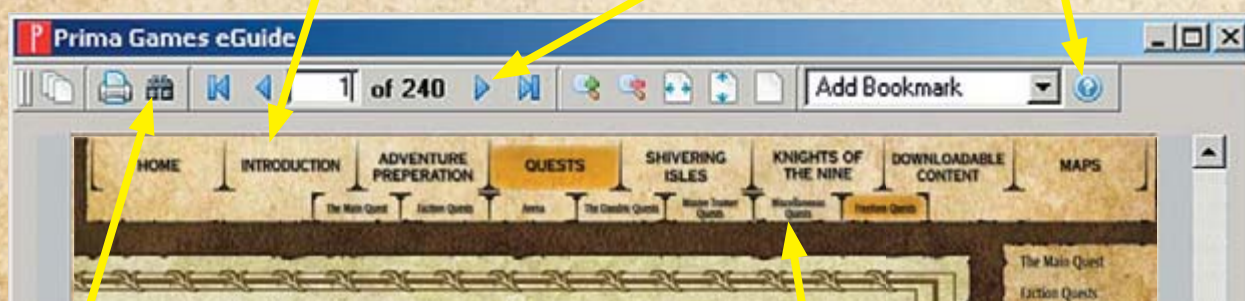 Prima Games eGuide
1 of 240 Add Bookmark
HOME INTRODUCTION ADVENTURE PREPERATION QUESTS SHIVERING ISLES KNIGHTS OF THE NINE DOWNLOADABLE CONTENT MAPS
The Main Quest Faction Quests Arena The Daedric Quests Master Trainer Quests Miscellaneous Quests Freeform Quests
The Main Quest
Faction Quests